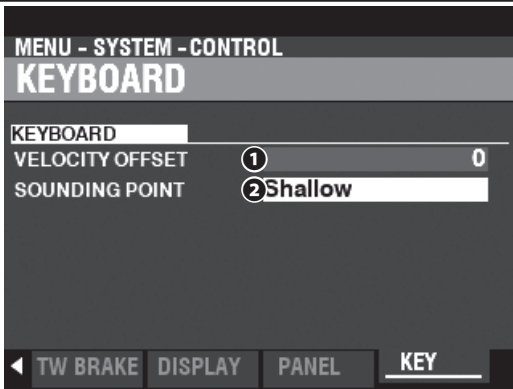 MENU - SYSTEM - CONTROL
KEYBOARD
KEYBOARD
VELOCITY OFFSET 1 0
SOUNDING POINT 2 Shallow
◀ TW BRAKE DISPLAY PANEL KEY